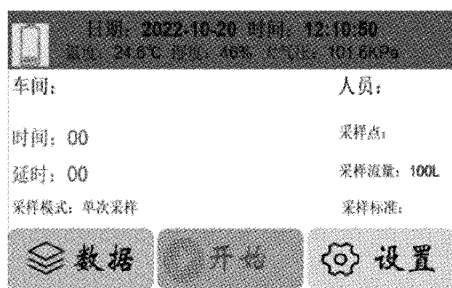 日期：2022-10-20 时间：12:10:50
温度：24.6℃ 湿度：46% 大气压：101.6KPa
车间：
人员：
时间：00
采样点：
延时：00
采样流量：100L
采样模式：单次采样
采样标准：
数据
开始
设置